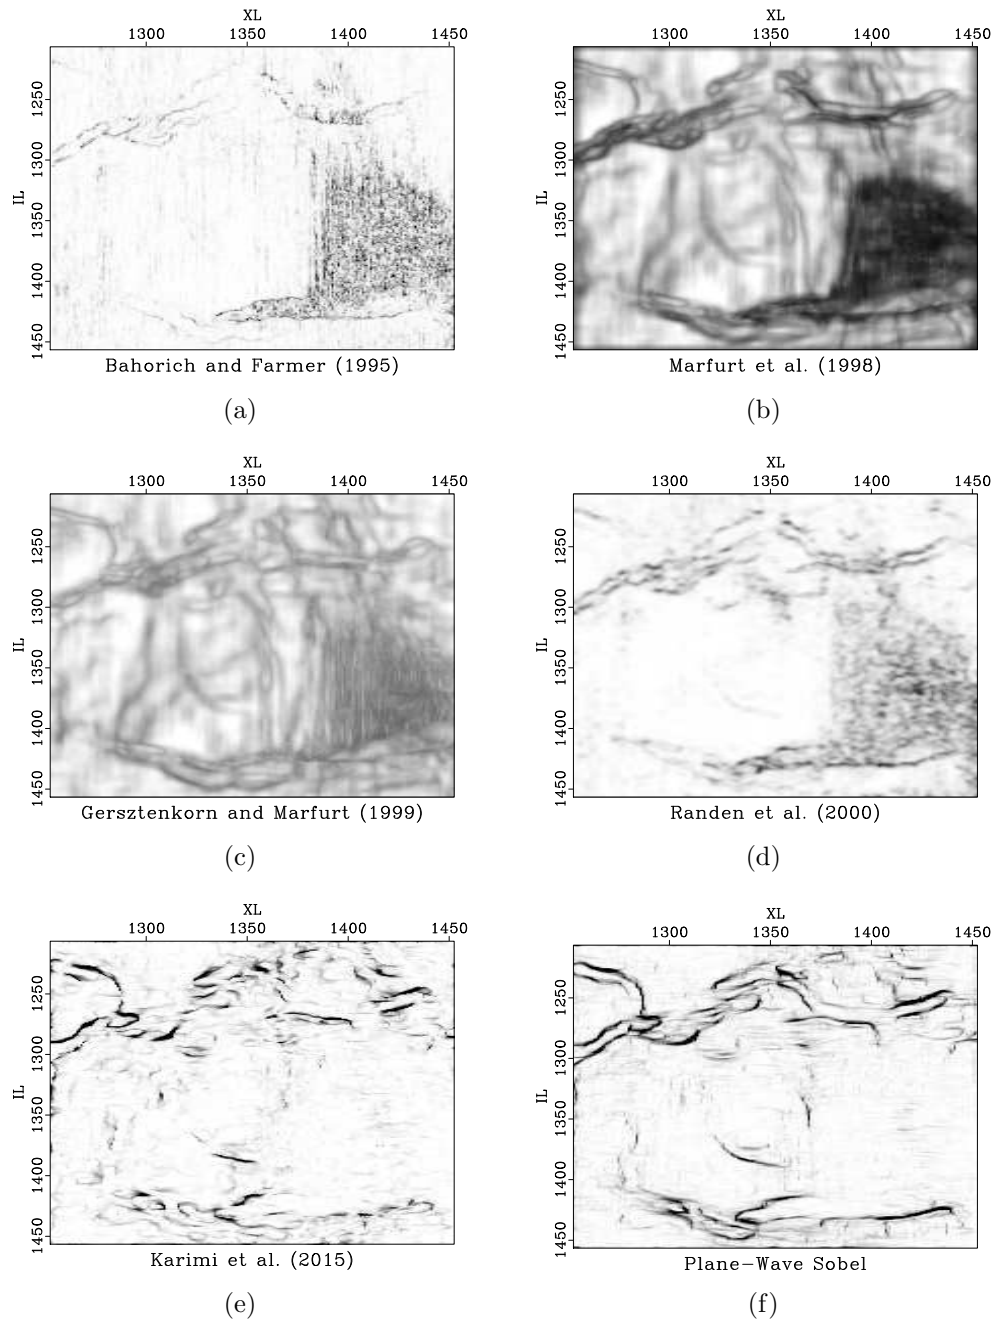 XL
1300 1350 1400 1450
IL
1250
1300
1350
1400
1450
Bahorich and Farmer (1995)
(a)
XL
1300 1350 1400 1450
IL
1250
1300
1350
1400
1450
Marfurt et al. (1998)
(b)
XL
1300 1350 1400 1450
IL
1250
1300
1350
1400
1450
Gersztenkorn and Marfurt (1999)
(c)
XL
1300 1350 1400 1450
IL
1250
1300
1350
1400
1450
Randen et al. (2000)
(d)
XL
1300 1350 1400 1450
IL
1250
1300
1350
1400
1450
Karimi et al. (2015)
(e)
XL
1300 1350 1400 1450
IL
1250
1300
1350
1400
1450
Plane-Wave Sobel
(f)